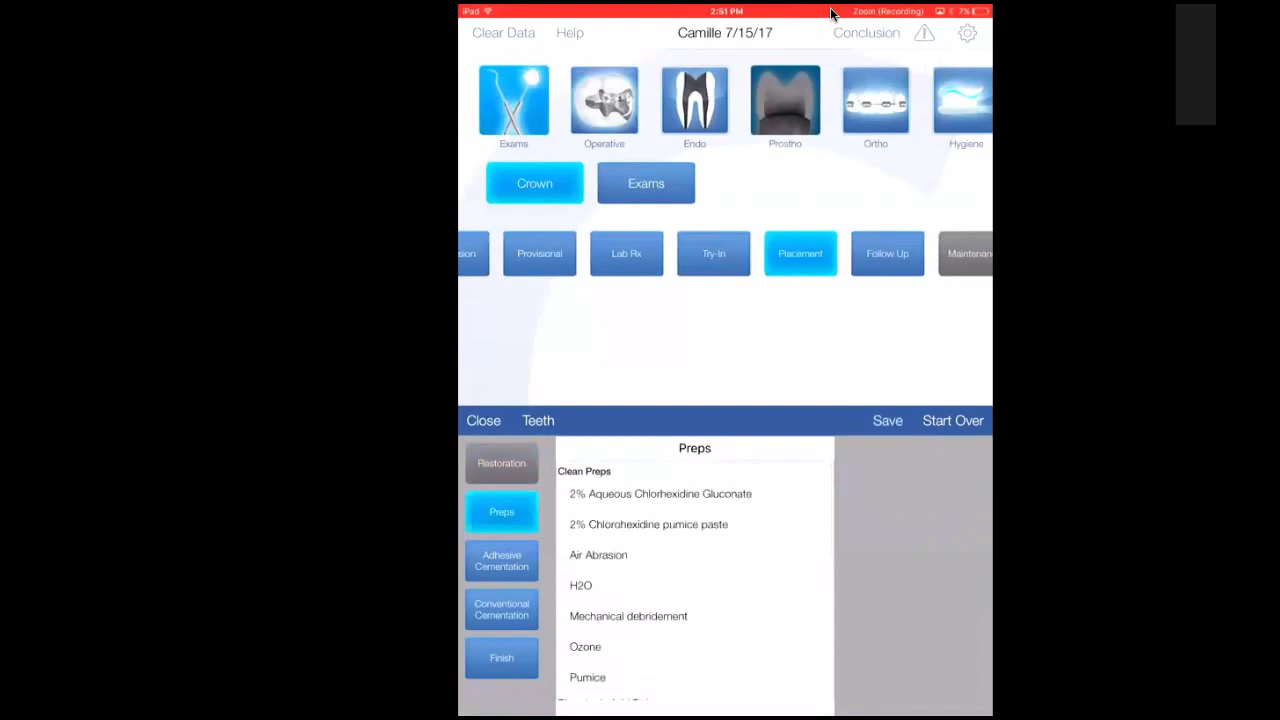 iPad 2:51 PM Zoom (Recording) 7%
Clear Data Help Camille 7/15/17 Conclusion
Exams Operative Endo Prostho Ortho Hygiene
Crown Exams
sion Provisional Lab Rx Try-In Placement Follow Up Maintenan
Close Teeth Save Start Over
Restoration
Preps
Adhesive
Cementation
Conventional
Cementation
Finish
Preps
Clean Preps
2% Aqueous Chlorhexidine Gluconate
2% Chlorohexidine pumice paste
Air Abrasion
H2O
Mechanical debridement
Ozone
Pumice